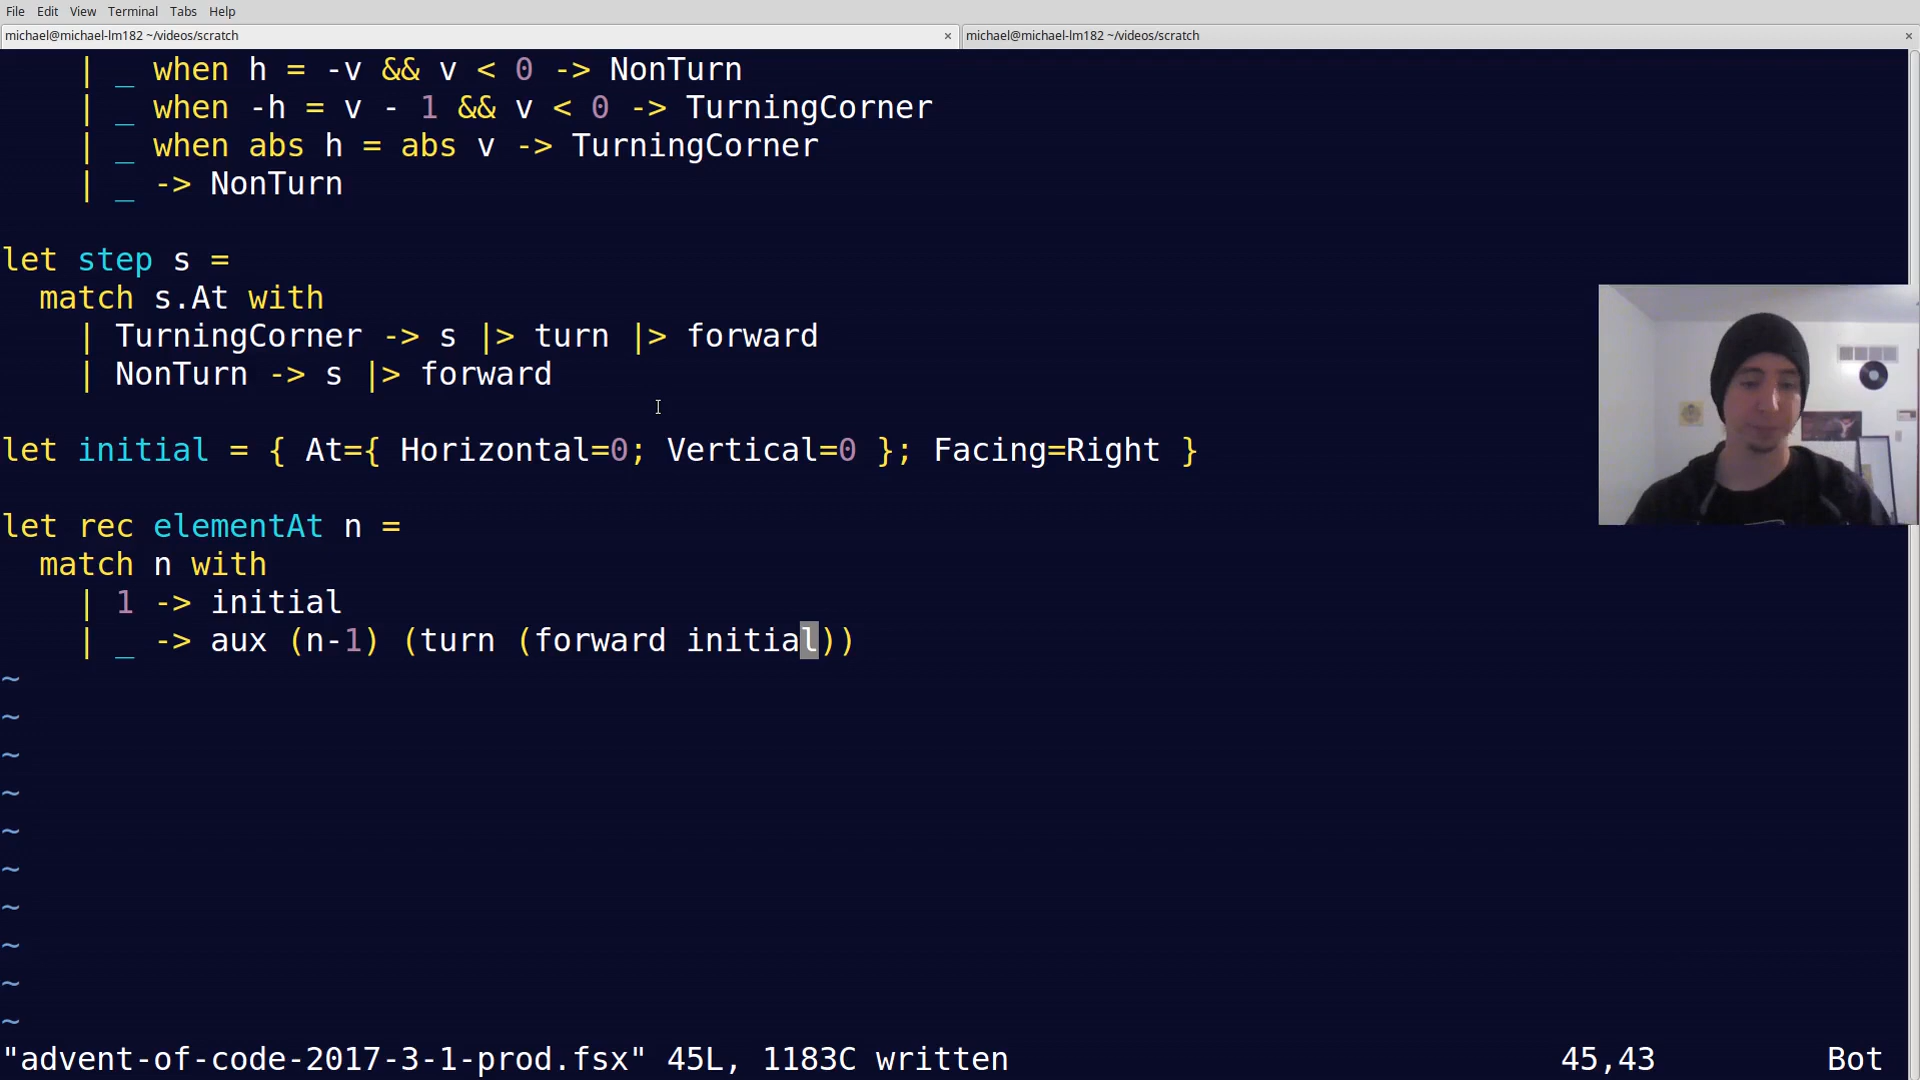 File Edit View Terminal Tabs Help
michael@michael-lm182 ~/videos/scratch × michael@michael-lm182 ~/videos/scratch ×
| _ when h = -v && v < 0 -> NonTurn
| _ when -h = v - 1 && v < 0 -> TurningCorner
| _ when abs h = abs v -> TurningCorner
| _ -> NonTurn
let step s =
match s.At with
| TurningCorner -> s |> turn |> forward
| NonTurn -> s |> forward
let initial = { At={ Horizontal=0; Vertical=0 }; Facing=Right }
let rec elementAt n =
match n with
| 1 -> initial
| _ -> aux (n-1) (turn (forward initial))
~
~
~
~
~
~
~
~
~
~
"advent-of-code-2017-3-1-prod.fsx" 45L, 1183C written 45,43 Bot